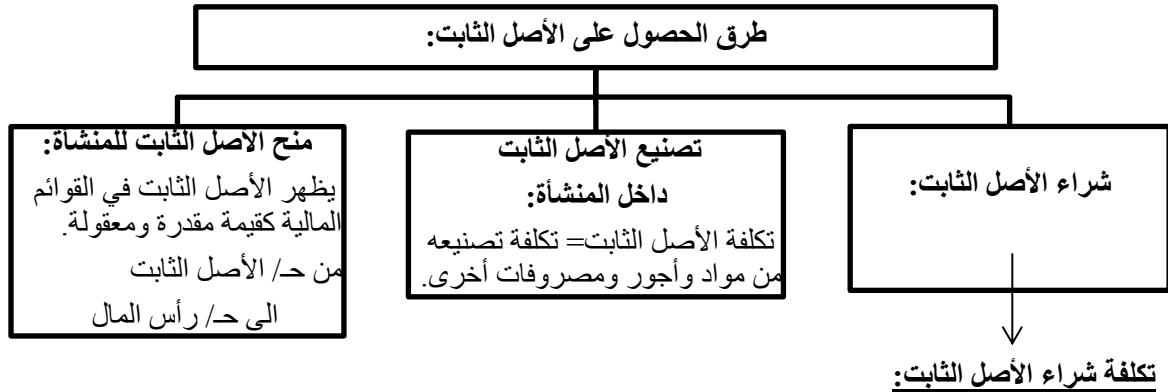 طرق الحصول على الأصل الثابت:
شراء الأصل الثابت:
تصنيع الأصل الثابت
داخل المنشأة:
تكلفة الأصل الثابت= تكلفة تصنيعه
من مواد وأجور ومصروفات أخرى.
منح الأصل الثابت للمنشأة:
يظهر الأصل الثابت في القوائم
المالية كقيمة مقدرة ومعقولة.
من حـ/ الأصل الثابت
الى حـ/ رأس المال
تكلفة شراء الأصل الثابت: